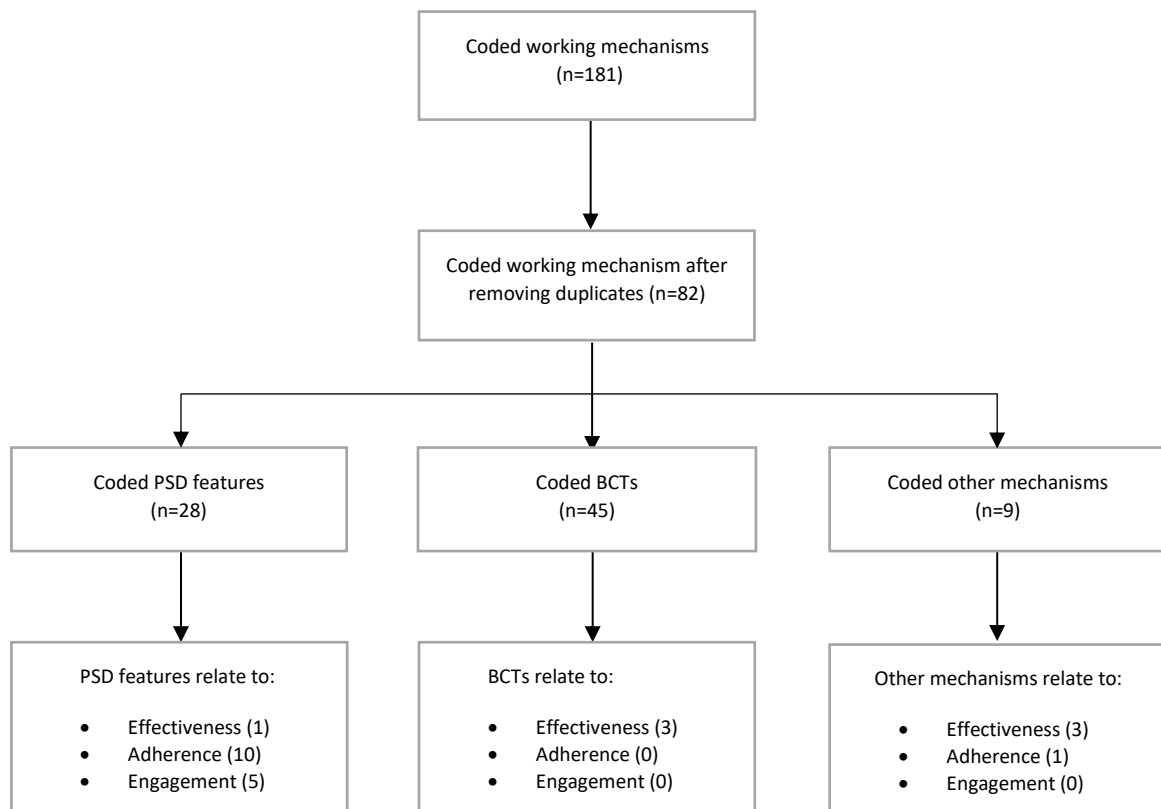 Coded working mechanisms
(n=181)
Coded working mechanism after
removing duplicates (n=82)
Coded PSD features
(n=28)
Coded BCTs
(n=45)
Coded other mechanisms
(n=9)
PSD features relate to:
• Effectiveness (1)
• Adherence (10)
• Engagement (5)
BCTs relate to:
• Effectiveness (3)
• Adherence (0)
• Engagement (0)
Other mechanisms relate to:
• Effectiveness (3)
• Adherence (1)
• Engagement (0)